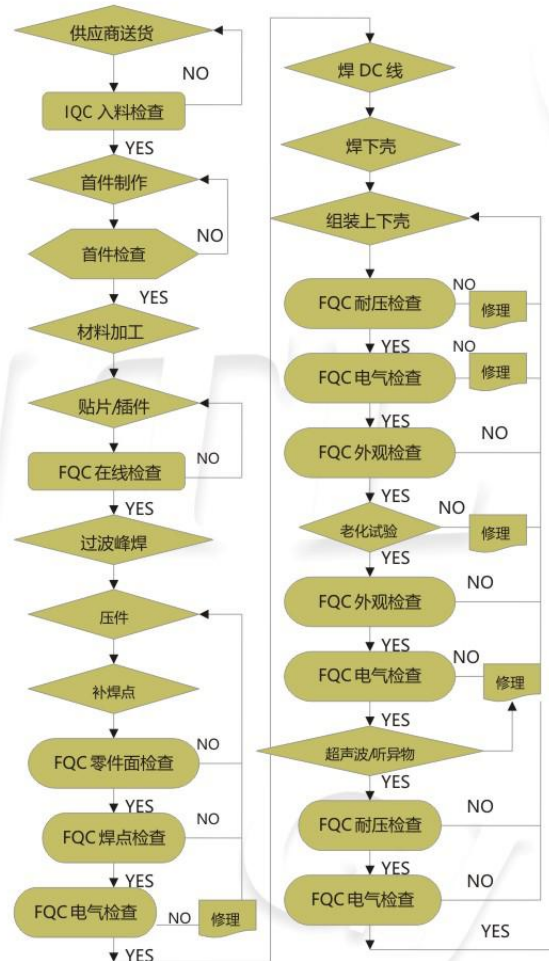 供应商送货
NO
IQC 入料检查
YES
首件制作
首件检查
NO
YES
材料加工
贴片/插件
FQC 在线检查
NO
YES
过波峰焊
压件
补焊点
FQC 零件面检查
NO
YES
FQC 焊点检查
NO
YES
FQC 电气检查
NO
修理
YES
焊 DC 线
焊下壳
组装上下壳
FQC 耐压检查
NO
修理
YES
FQC 电气检查
NO
修理
YES
FQC 外观检查
NO
YES
老化试验
NO
修理
YES
FQC 外观检查
NO
YES
FQC 电气检查
NO
修理
YES
超声波/听异物
YES
FQC 耐压检查
NO
YES
FQC 电气检查
NO
YES